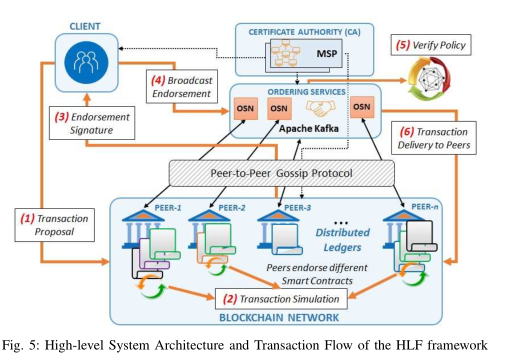 CLIENT
CERTIFICATE AUTHORITY (CA)
MSP
(5) Verify Policy
(4) Broadcast
Endorsement
ORDERING SERVICES
OSN
OSN
OSN
Apache Kafka
(3) Endorsement
Signature
(6) Transaction
Delivery to Peers
Peer-to-Peer Gossip Protocol
(1) Transaction
Proposal
PEER-1
PEER-2
PEER-3
...
PEER-n
Distributed
Ledgers
Peers endorse different
Smart Contracts
(2) Transaction Simulation
BLOCKCHAIN NETWORK
Fig. 5: High-level System Architecture and Transaction Flow of the HLF framework